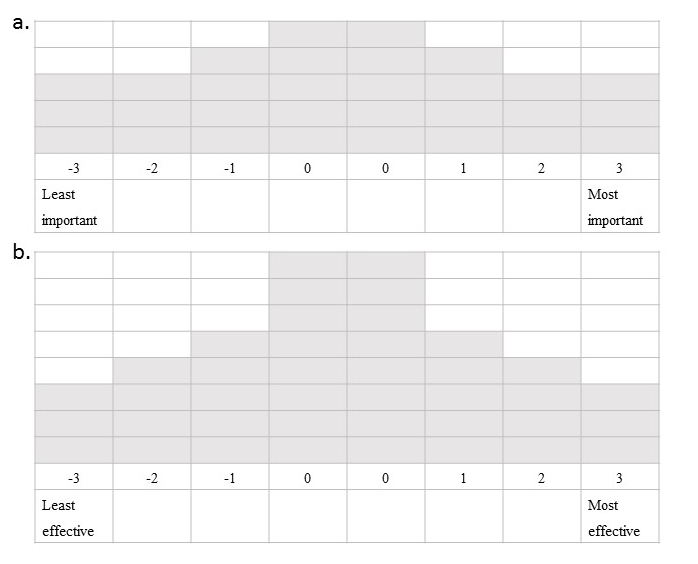 a.
-3 -2 -1 0 0 1 2 3
Least Most
important important
b.
-3 -2 -1 0 0 1 2 3
Least Most
effective effective